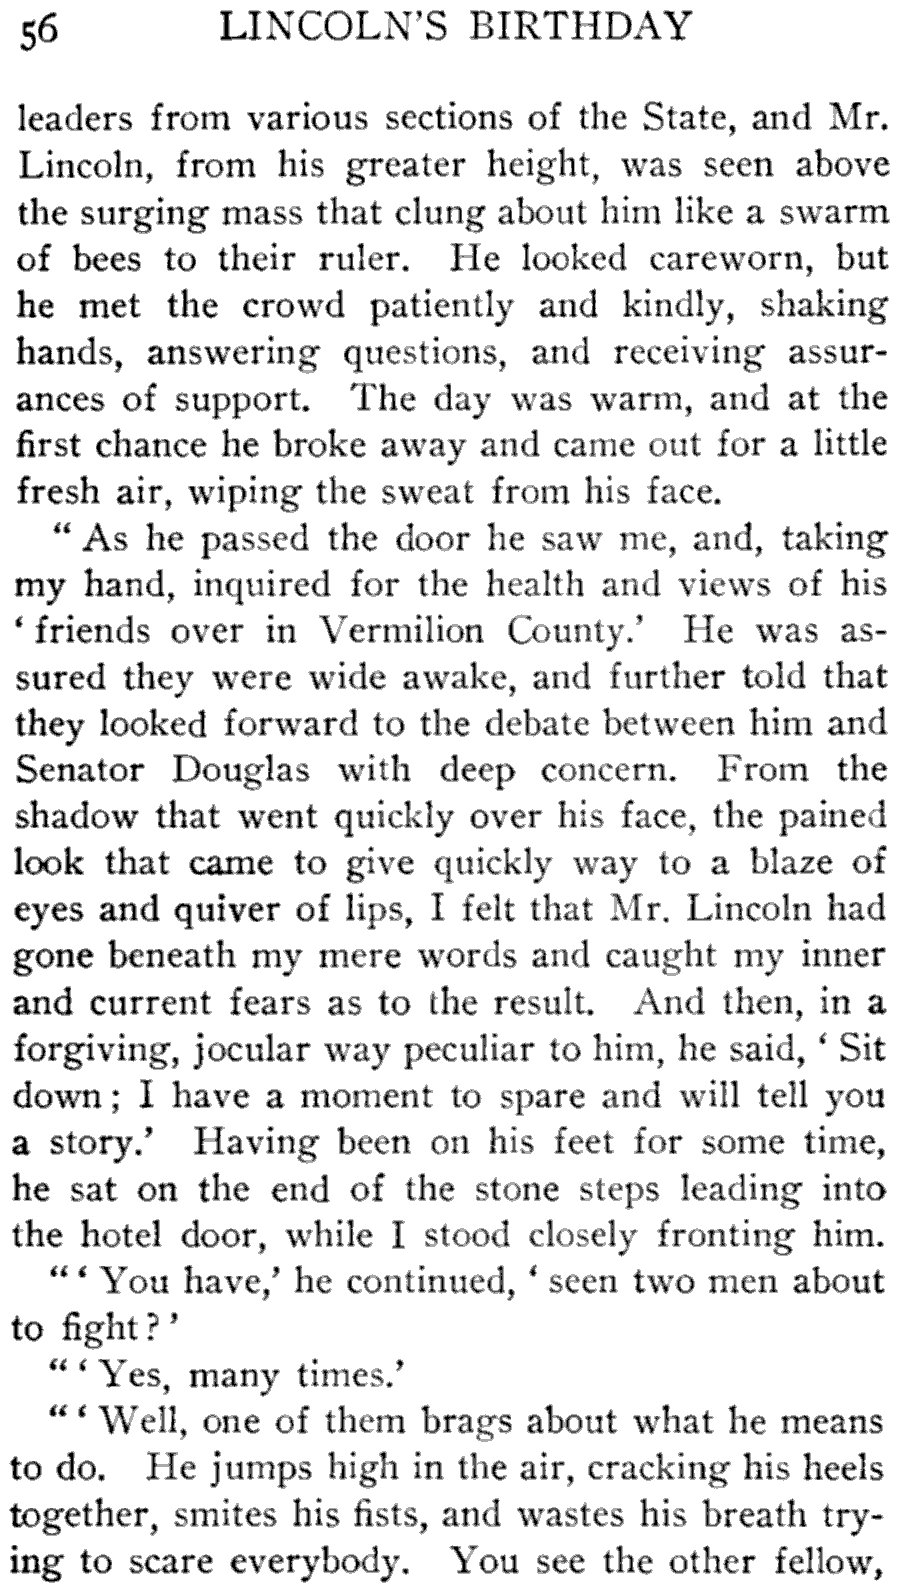 56 LINCOLN'S BIRTHDAY
leaders from various sections of the State, and Mr.
Lincoln, from his greater height, was seen above
the surging mass that clung about him like a swarm
of bees to their ruler. He looked careworn, but
he met the crowd patiently and kindly, shaking
hands, answering questions, and receiving assur-
ances of support. The day was warm, and at the
first chance he broke away and came out for a little
fresh air, wiping the sweat from his face.
“ As he passed the door he saw me, and, taking
my hand, inquired for the health and views of his
‘ friends over in Vermilion County.’ He was as-
sured they were wide awake, and further told that
they looked forward to the debate between him and
Senator Douglas with deep concern. From the
shadow that went quickly over his face, the pained
look that came to give quickly way to a blaze of
eyes and quiver of lips, I felt that Mr. Lincoln had
gone beneath my mere words and caught my inner
and current fears as to the result. And then, in a
forgiving, jocular way peculiar to him, he said, ‘ Sit
down ; I have a moment to spare and will tell you
a story.’ Having been on his feet for some time,
he sat on the end of the stone steps leading into
the hotel door, while I stood closely fronting him.
“ ‘ You have,’ he continued, ‘ seen two men about
to fight ? ’
“ ‘ Yes, many times.’
“ ‘ Well, one of them brags about what he means
to do. He jumps high in the air, cracking his heels
together, smites his fists, and wastes his breath try-
ing to scare everybody. You see the other fellow,